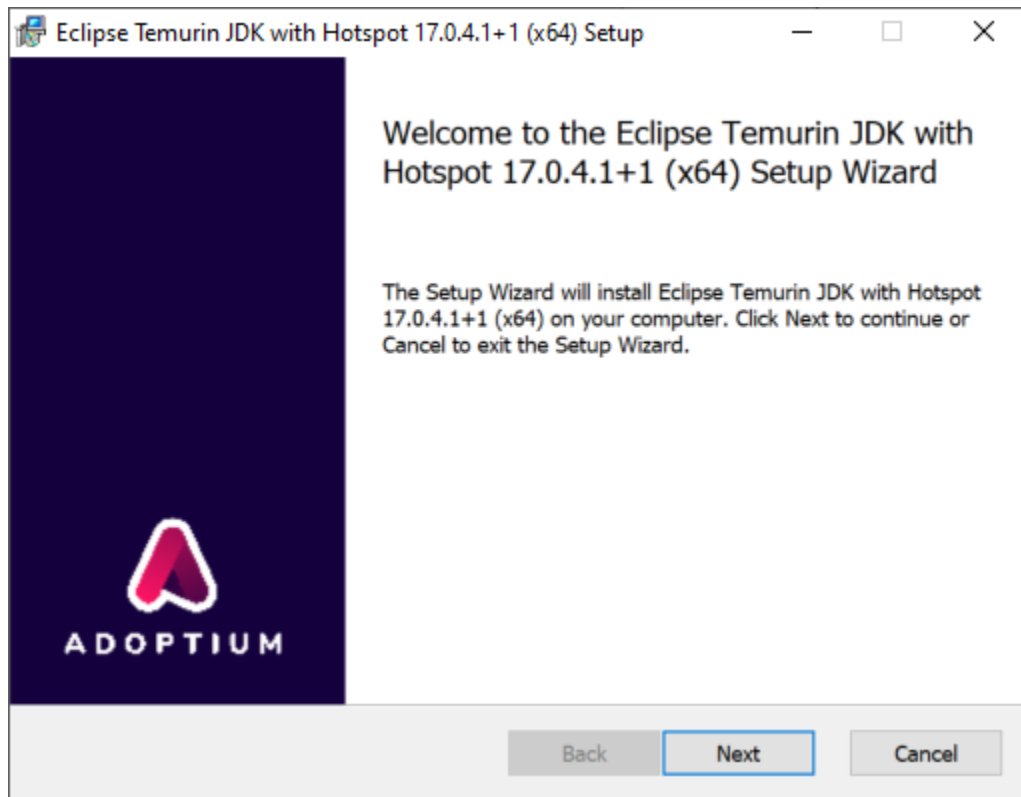 Eclipse Temurin JDK with Hotspot 17.0.4.1+1 (x64) Setup
Welcome to the Eclipse Temurin JDK with
Hotspot 17.0.4.1+1 (x64) Setup Wizard
The Setup Wizard will install Eclipse Temurin JDK with Hotspot
17.0.4.1+1 (x64) on your computer. Click Next to continue or
Cancel to exit the Setup Wizard.
ADOPTIUM
Back Next Cancel